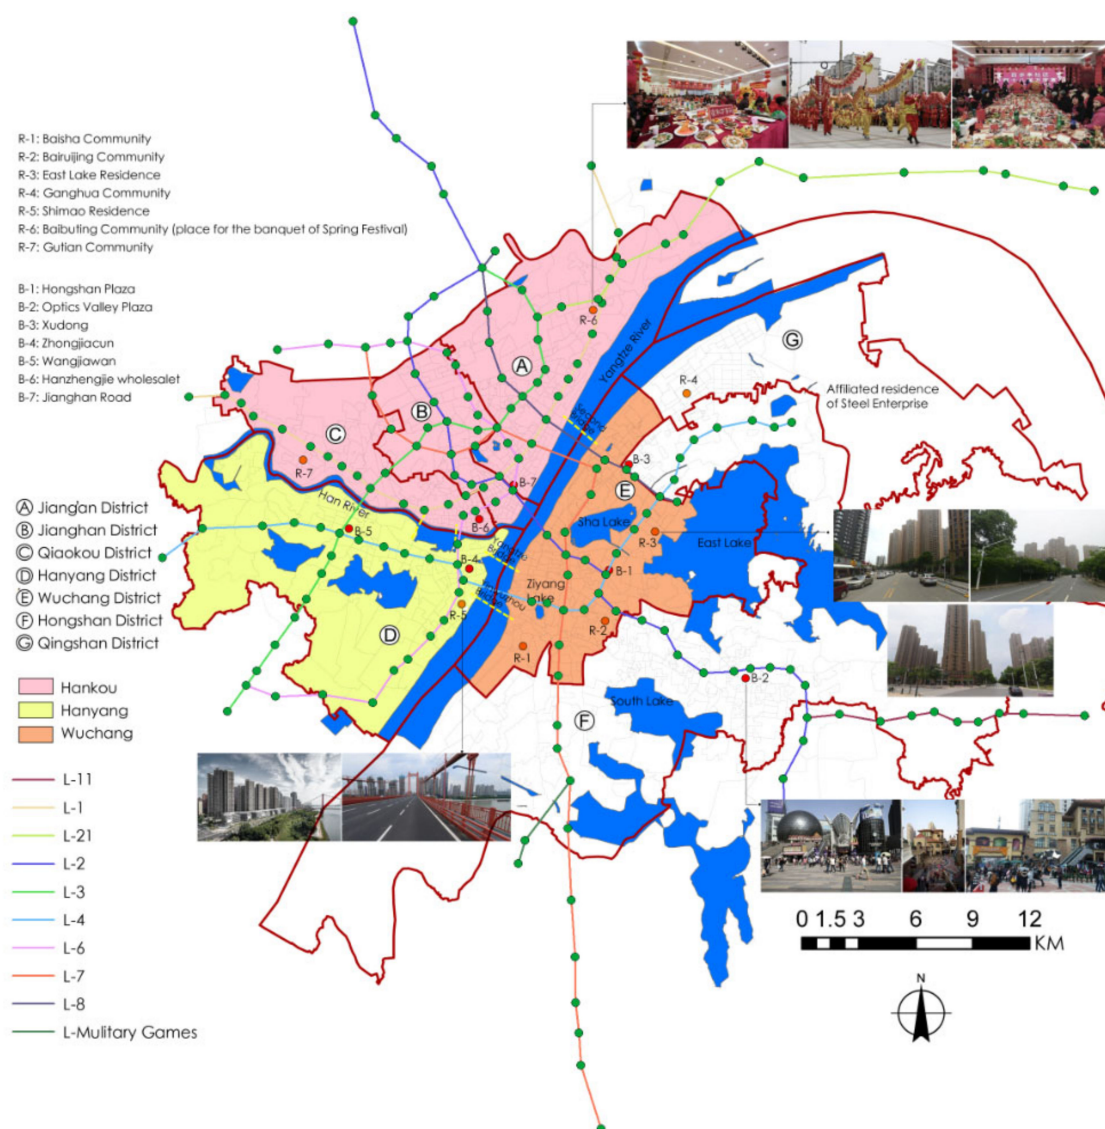 R-1: Baisha Community
R-2: Bairuijing Community
R-3: East Lake Residence
R-4: Ganghua Community
R-5: Shimao Residence
R-6: Baibuting Community (place for the banquet of Spring Festival)
R-7: Gutian Community
B-1: Hongshan Plaza
B-2: Optics Valley Plaza
B-3: Xudong
B-4: Zhongjiacun
B-5: Wangjiawan
B-6: Hanzhengjie wholesalet
B-7: Jianghan Road
A Jiang'an District
B Jianghan District
C Qiaokou District
D Hanyang District
E Wuchang District
F Hongshan District
G Qingshan District
Hankou
Hanyang
Wuchang
L-11
L-1
L-21
L-2
L-3
L-4
L-6
L-7
L-8
L-Mulitary Games
R-6
Yangtze River
G
A
R-4
Affiliated residence
of Steel Enterprise
B
Second
Bridge
C
R-7
B-3
B-7
E
Han River
B-6
Sha Lake
B-5
R-3
East Lake
Yangtze
Bridge
B-4
B-1
Ziyang
Lake
Bridge
R-5
R-2
D
R-1
B-2
South Lake
F
0 1.5 3 6 9 12
KM
N